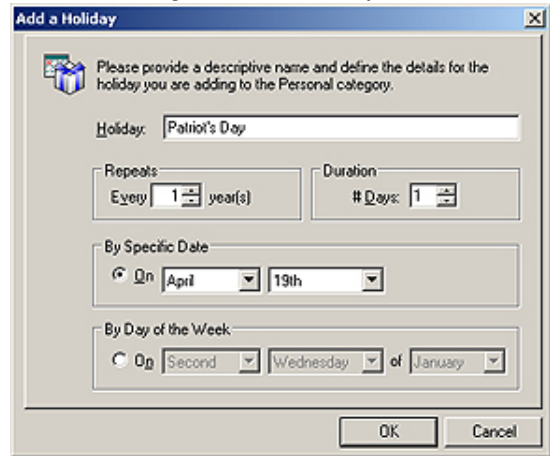 Add a Holiday
Please provide a descriptive name and define the details for the
holiday you are adding to the Personal category.
Holiday: Patriot's Day
Repeats
Every 1 year(s)
Duration
# Days: 1
By Specific Date
On April 19th
By Day of the Week
On Second Wednesday of January
OK Cancel